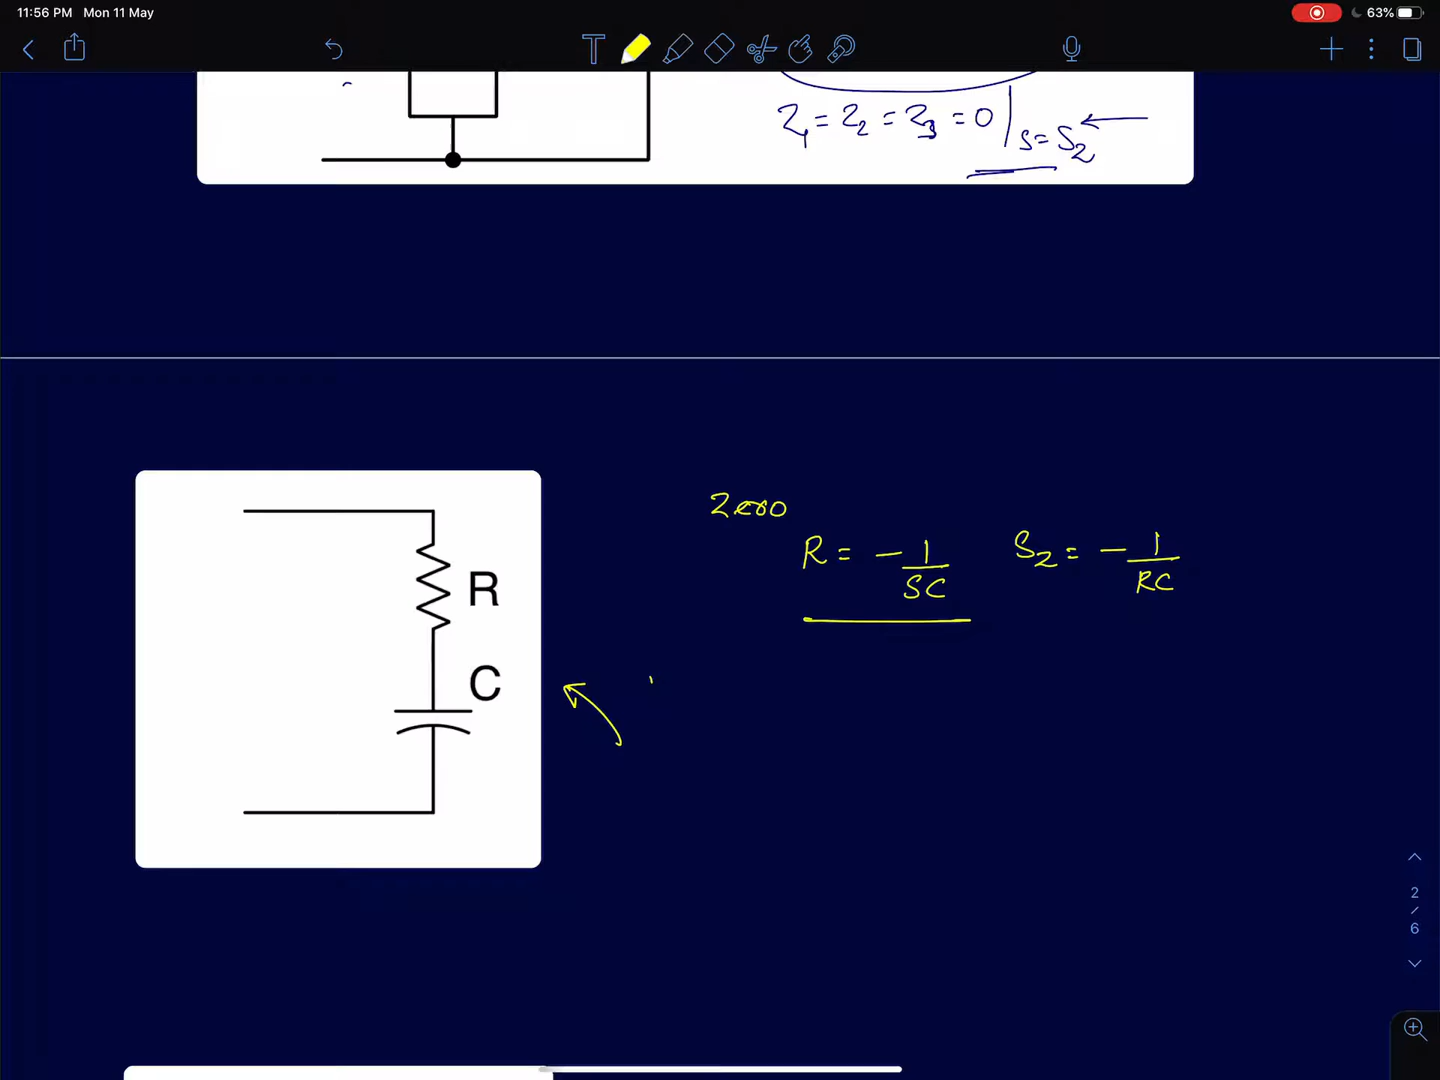 11:56 PM Mon 11 May
63%
T
Z₁ = Z₂ = Z₃ = 0 | s = S₂
Zero
R = - 1/SC S₂ = - 1/RC
R
C
2
/
6